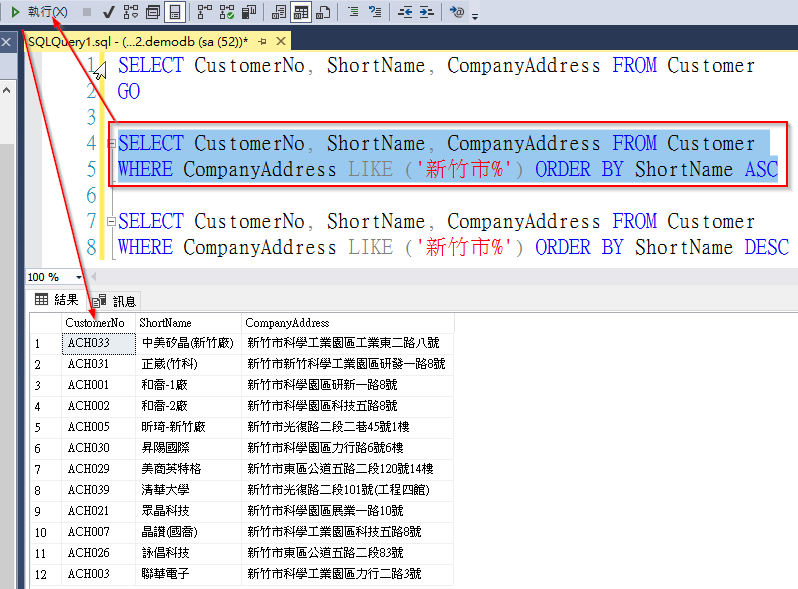 執行(X)
SQLQuery1.sql - (...2.demodb (sa (52))*
1 SELECT CustomerNo, ShortName, CompanyAddress FROM Customer
2 GO
3
4 SELECT CustomerNo, ShortName, CompanyAddress FROM Customer
5 WHERE CompanyAddress LIKE ('新竹市%') ORDER BY ShortName ASC
6
7 SELECT CustomerNo, ShortName, CompanyAddress FROM Customer
8 WHERE CompanyAddress LIKE ('新竹市%') ORDER BY ShortName DESC
100 %
結果 訊息
CustomerNo ShortName CompanyAddress
1 ACH033 中美矽晶(新竹廠) 新竹市科學工業園區工業東二路八號
2 ACH031 正崴(竹科) 新竹市新竹科學工業園區研發一路8號
3 ACH001 和喬-1廠 新竹市科學園區研新一路8號
4 ACH002 和喬-2廠 新竹市科學園區科技五路8號
5 ACH005 昕琦-新竹廠 新竹市光復路二段二巷45號1樓
6 ACH030 昇陽國際 新竹市科學園區力行路6號6樓
7 ACH029 美商英特格 新竹市東區公道五路二段120號14樓
8 ACH039 清華大學 新竹市光復路二段101號(工程四館)
9 ACH021 眾晶科技 新竹市科學園區展業一路10號
10 ACH007 晶讚(國喬) 新竹市科學工業園區科技五路8號
11 ACH026 詠倡科技 新竹市東區公道五路二段83號
12 ACH003 聯華電子 新竹市科學工業園區力行二路3號